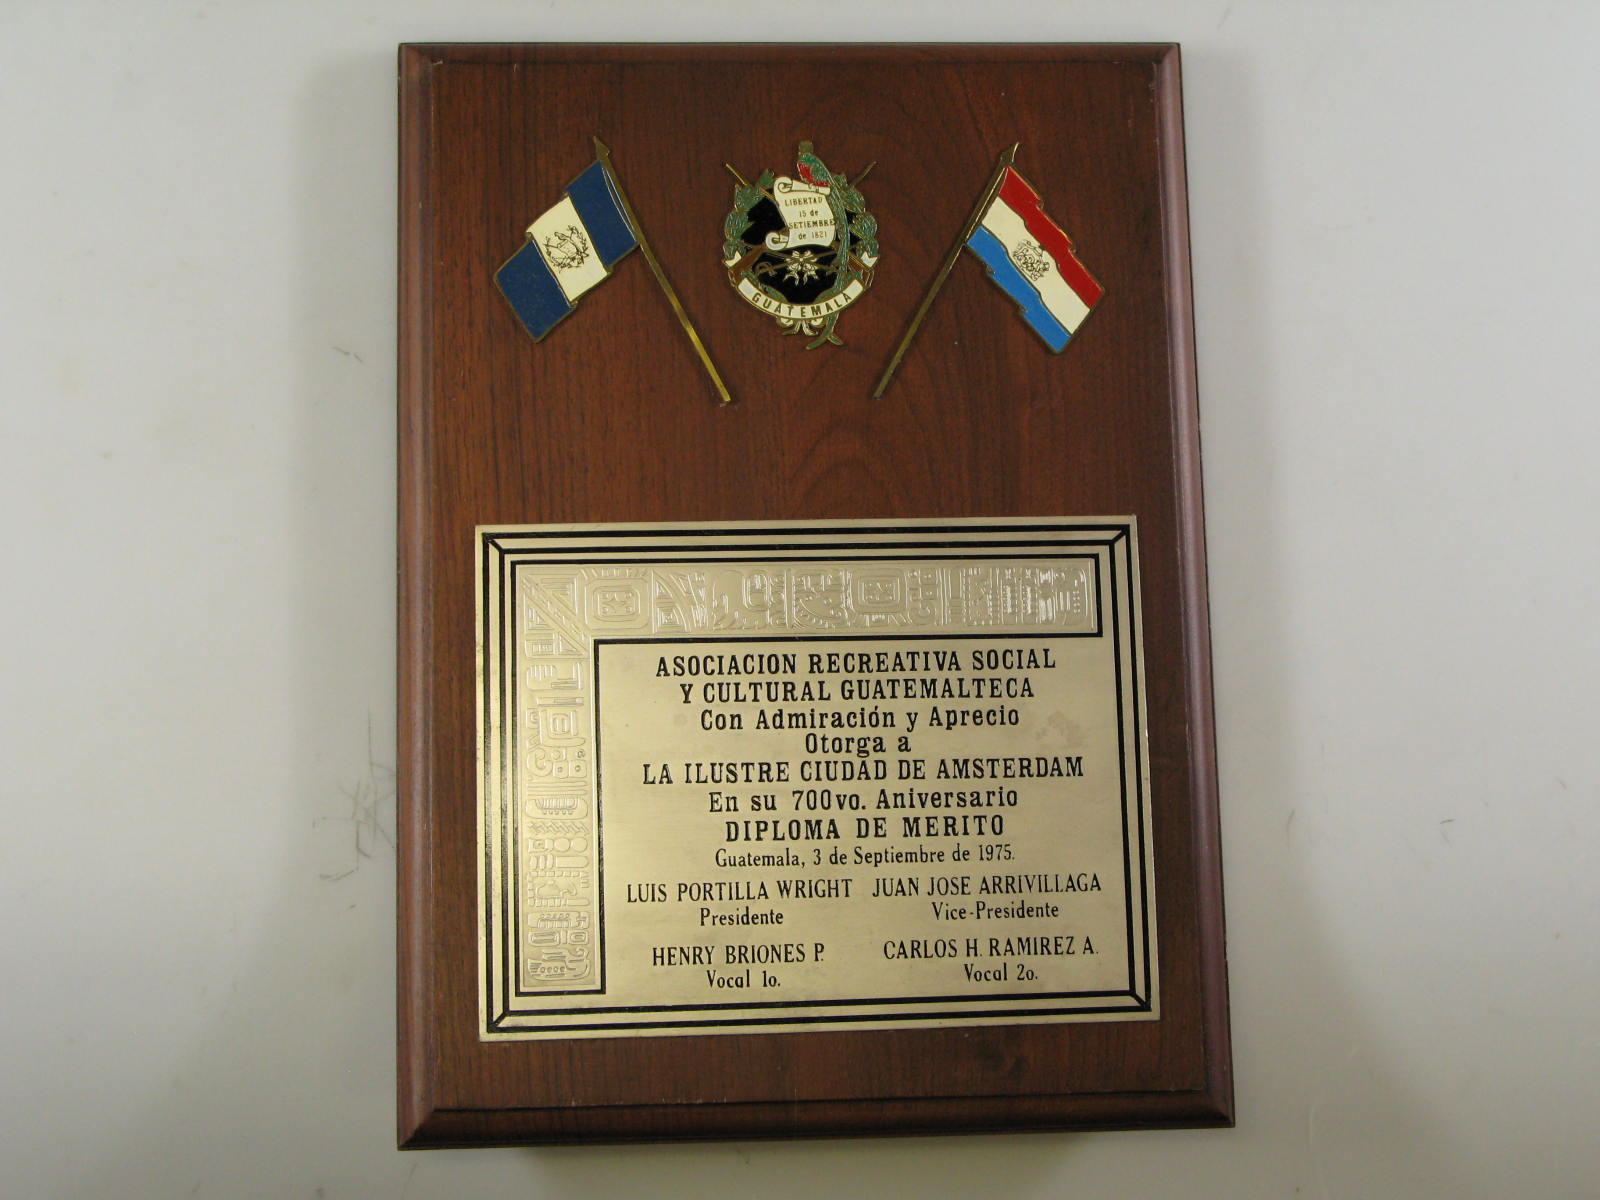 LIBERTAD
15 de
SETIEMBRE
de 1821
GUATEMALA
ASOCIACION RECREATIVA SOCIAL
Y CULTURAL GUATEMALTECA
Con Admiración y Aprecio
Otorga a
LA ILUSTRE CIUDAD DE AMSTERDAM
En su 700vo. Aniversario
DIPLOMA DE MERITO
Guatemala, 3 de Septiembre de 1975.
LUIS PORTILLA WRIGHT JUAN JOSE ARRIVILLAGA
Presidente Vice-Presidente
HENRY BRIONES P. CARLOS H. RAMIREZ A.
Vocal 1o. Vocal 2o.